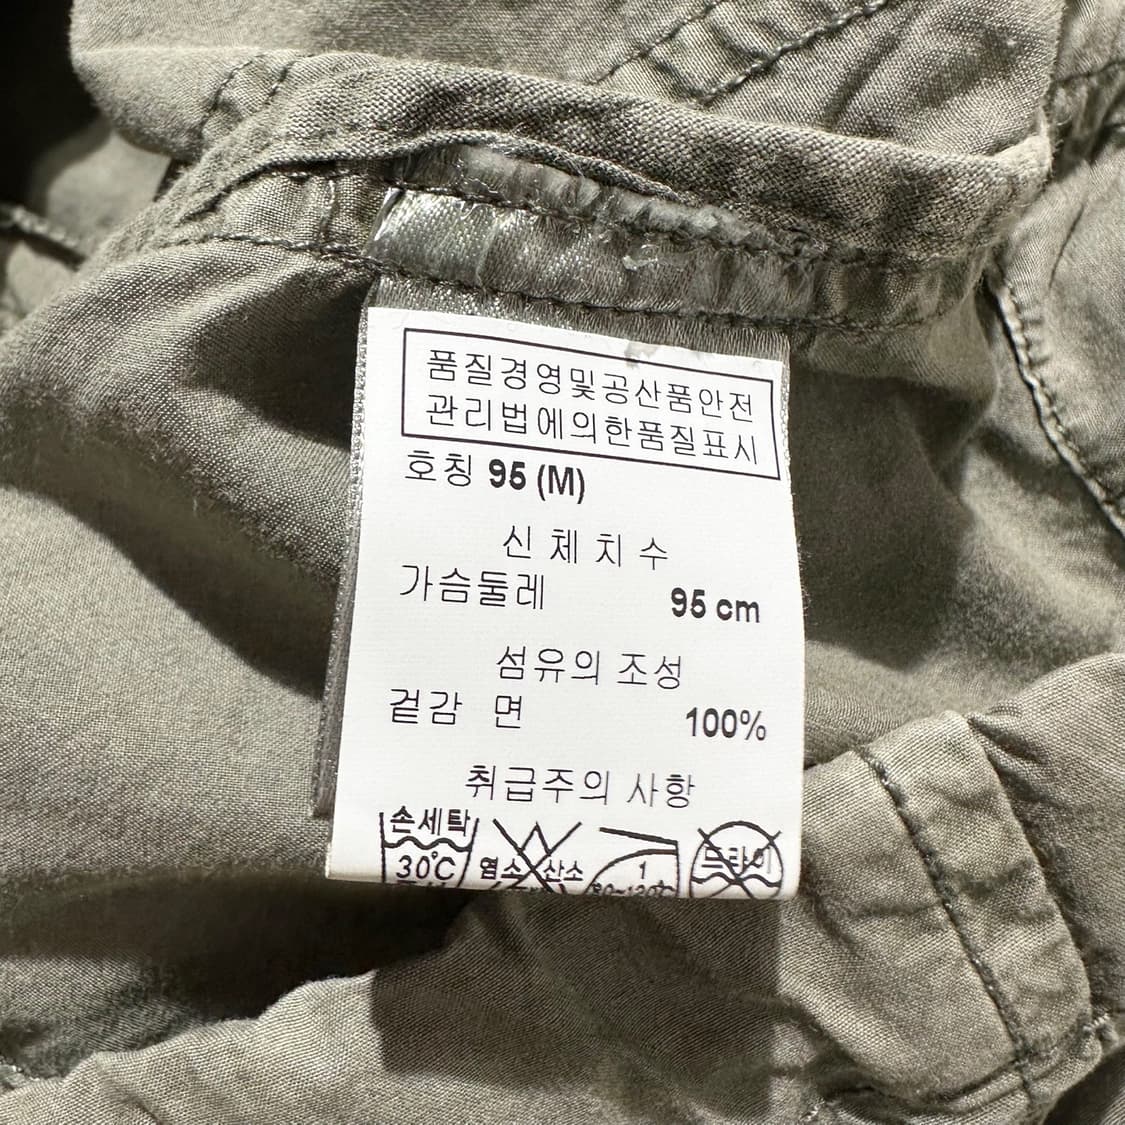 품질경영및공산품안전
관리법에의한품질표시
호칭 95 (M)
신 체 치 수
가슴둘레 95 cm
섬유의 조성
겉감 면 100%
취급주의 사항
손세탁
30℃
염소 산소
1
80~120℃
드라이